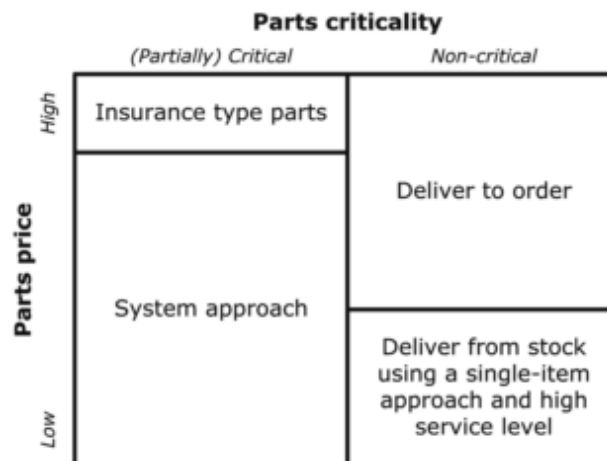 Parts criticality
(Partially) Critical
Non-critical
Parts price
High
Low
Insurance type parts
Deliver to order
System approach
Deliver from stock
using a single-item
approach and high
service level